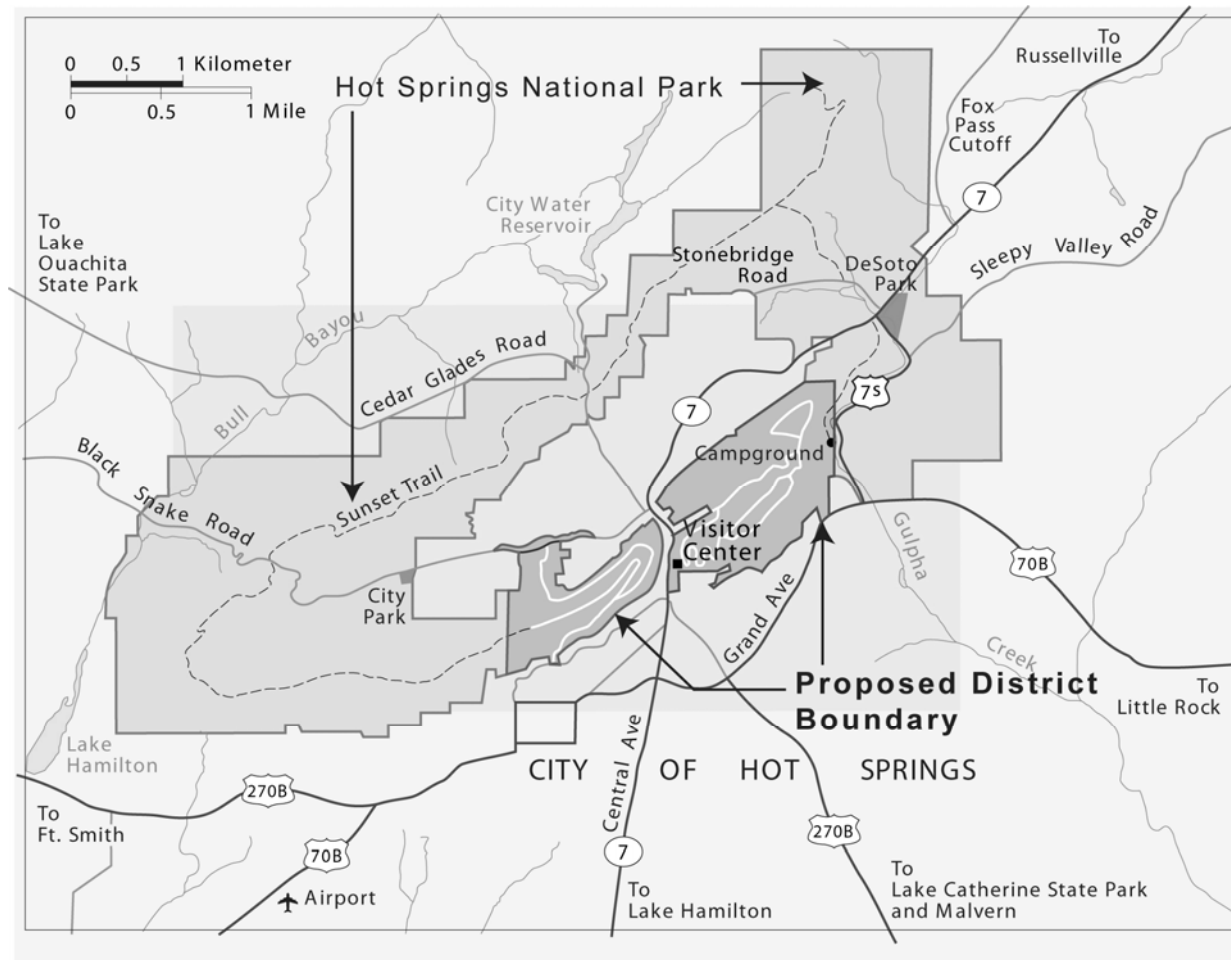 0 0.5 1 Kilometer
0 0.5 1 Mile
Hot Springs National Park
To
Russellville
Fox
Pass
Cutoff
7
To
Lake
Ouachita
State Park
City Water
Reservoir
Stonebridge
Road
DeSoto
Park
Sleepy Valley Road
Bayou
Cedar Glades Road
Bull
7
7S
Black Snake Road
Sunset Trail
Campground
Visitor
Center
Gulpha
70B
City
Park
Grand Ave
Creek
Proposed District
Boundary
To
Little Rock
Lake
Hamilton
CITY OF HOT SPRINGS
Central Ave
270B
To
Ft. Smith
70B
7
270B
Airport
To
Lake Hamilton
To
Lake Catherine State Park
and Malvern